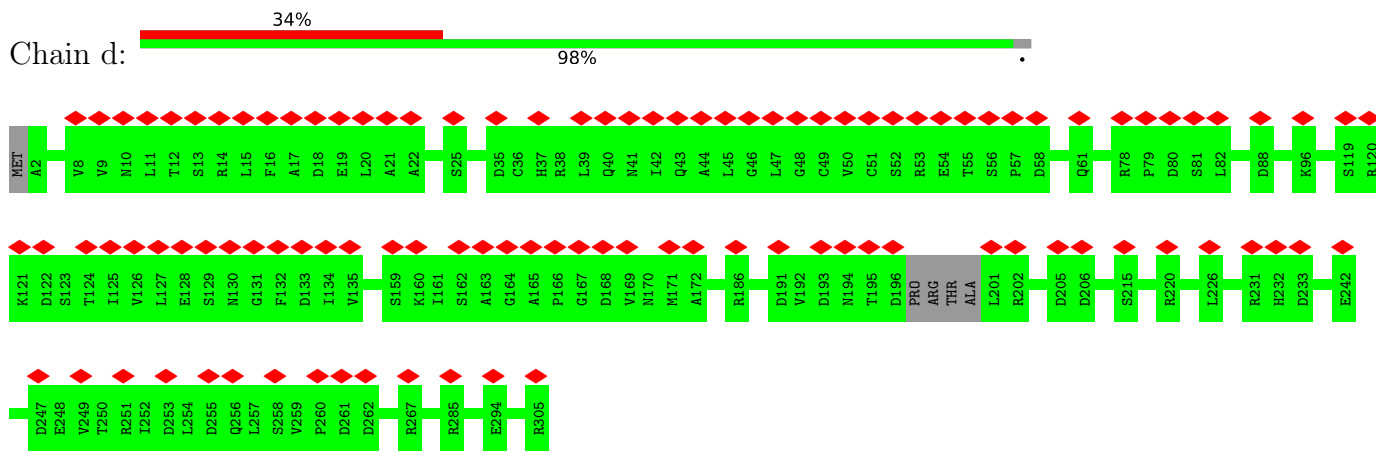 34%
Chain d:
98%
.
MET A2 V8 V9 N10 L11 T12 S13 R14 L15 F16 A17 D18 E19 L20 A21 A22 S25 D35 C36 H37 R38 L39 Q40 N41 I42 Q43 A44 L45 G46 L47 G48 C49 V50 C51 S52 R53 E54 T55 S56 P57 D58 Q61 R78 P79 D80 S81 L82 D88 K96 S119 R120
K121 D122 S123 T124 I125 V126 L127 E128 S129 N130 G131 F132 D133 I134 V135 S159 K160 I161 S162 A163 G164 A165 P166 G167 D168 V169 N170 M171 A172 R186 D191 V192 D193 N194 T195 D196 PRO ARG THR ALA L201 R202 D205 D206 S215 R220 L226 R231 H232 D233 E242
D247 E248 V249 T250 R251 I252 D253 L254 D255 Q256 L257 S258 V259 P260 D261 D262 R267 R285 E294 R305